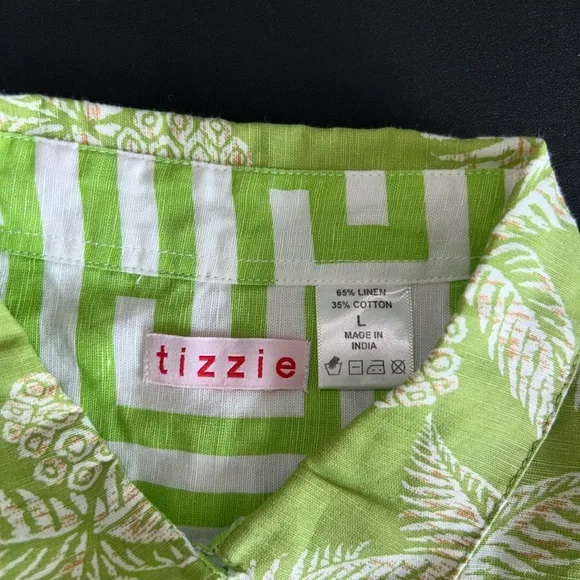 65% LINEN
35% COTTON
L
MADE IN
INDIA
tizzie